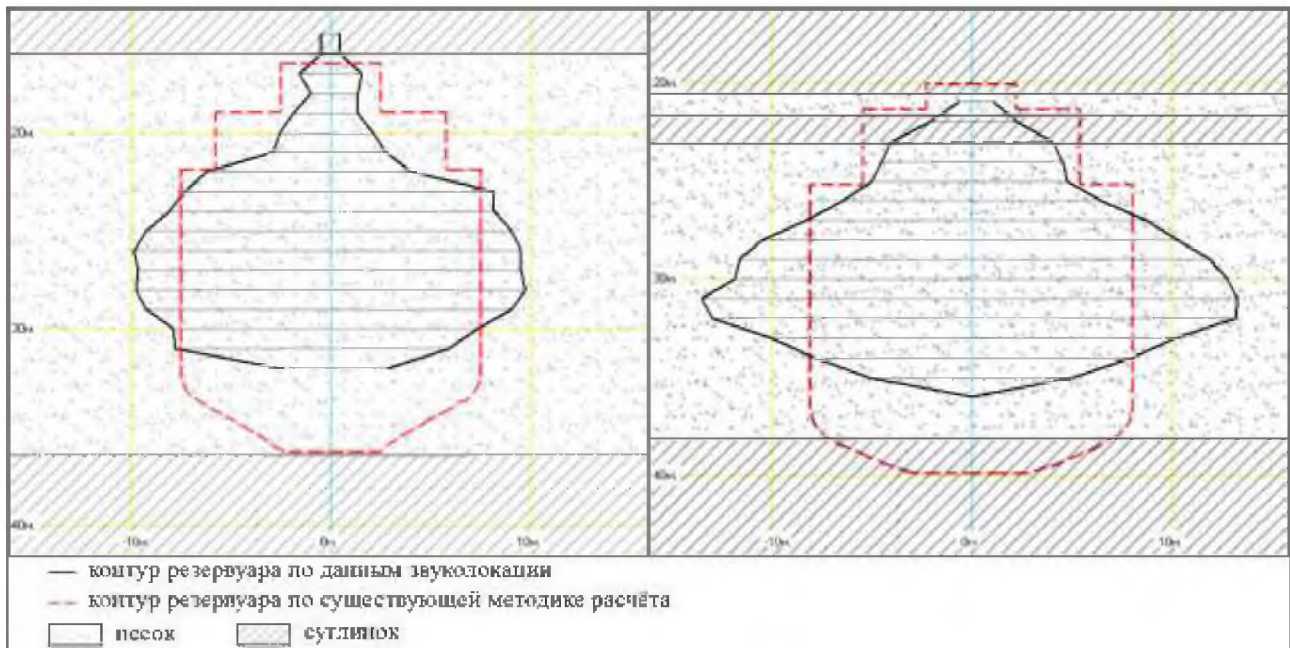 20м
30м
40м
-10м 0м 10м
20м
30м
40м
-10м 0м 10м
контур резервуара по данным звуколокации
контур резервуара по существующей методике расчёта
песок суглинок